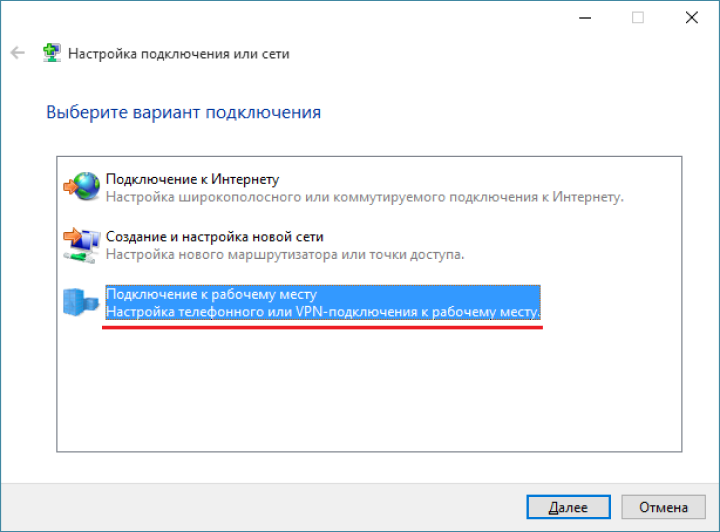 Настройка подключения или сети
Выберите вариант подключения
Подключение к Интернету
Настройка широкополосного или коммутируемого подключения к Интернету.
Создание и настройка новой сети
Настройка нового маршрутизатора или точки доступа.
Подключение к рабочему месту
Настройка телефонного или VPN-подключения к рабочему месту.
Далее
Отмена